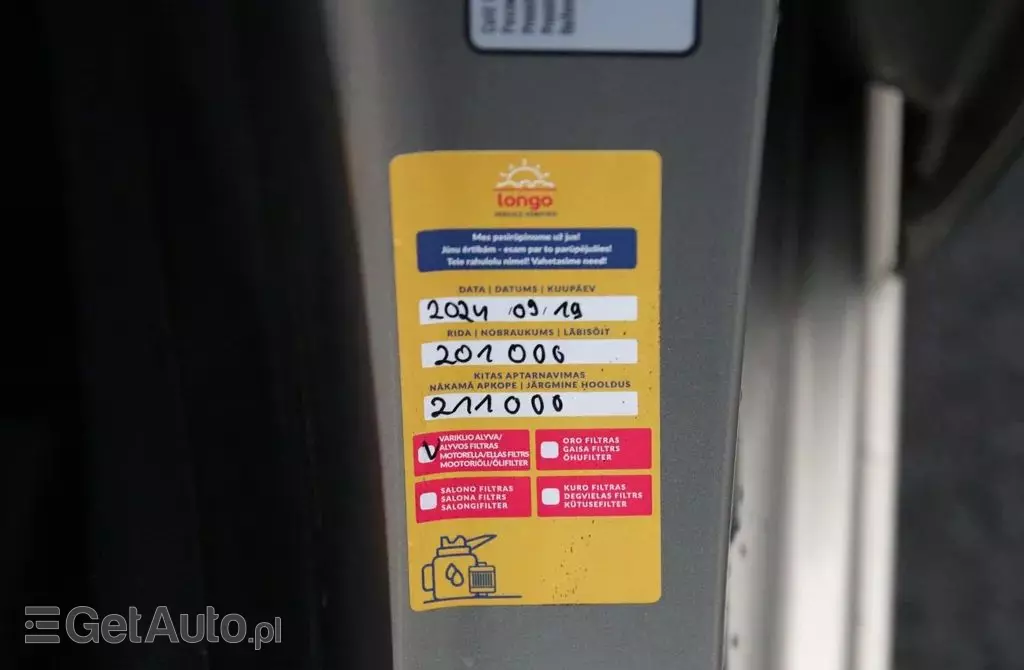 longo
Mes pasirūpinome už jus!
Jūsu ērtībām - esam par to parūpējušies!
Teie rahulolu nimel! Vahetasime need!
DATA | DATUMS | KUUPÄEV
2024 09 19
RIDA | NOBRAUKUMS | LÄBISÕIT
201 000
KITAS APTARNAVIMAS
NĀKAMĀ APKOPE | JÄRGMINE HOOLDUS
211000
V
VARIKLIO ALYVA/
ALYVOS FILTRAS
MOTOREĻĻA/EĻĻAS FILTRS
MOOTORIÕLI/ÕLIFILTER
ORO FILTRAS
GAISA FILTRS
ÕHUFILTER
SALONO FILTRAS
SALONA FILTRS
SALONGIFILTER
KURO FILTRAS
DEGVIELAS FILTRS
KÜTUSEFILTER
GetAuto.pl